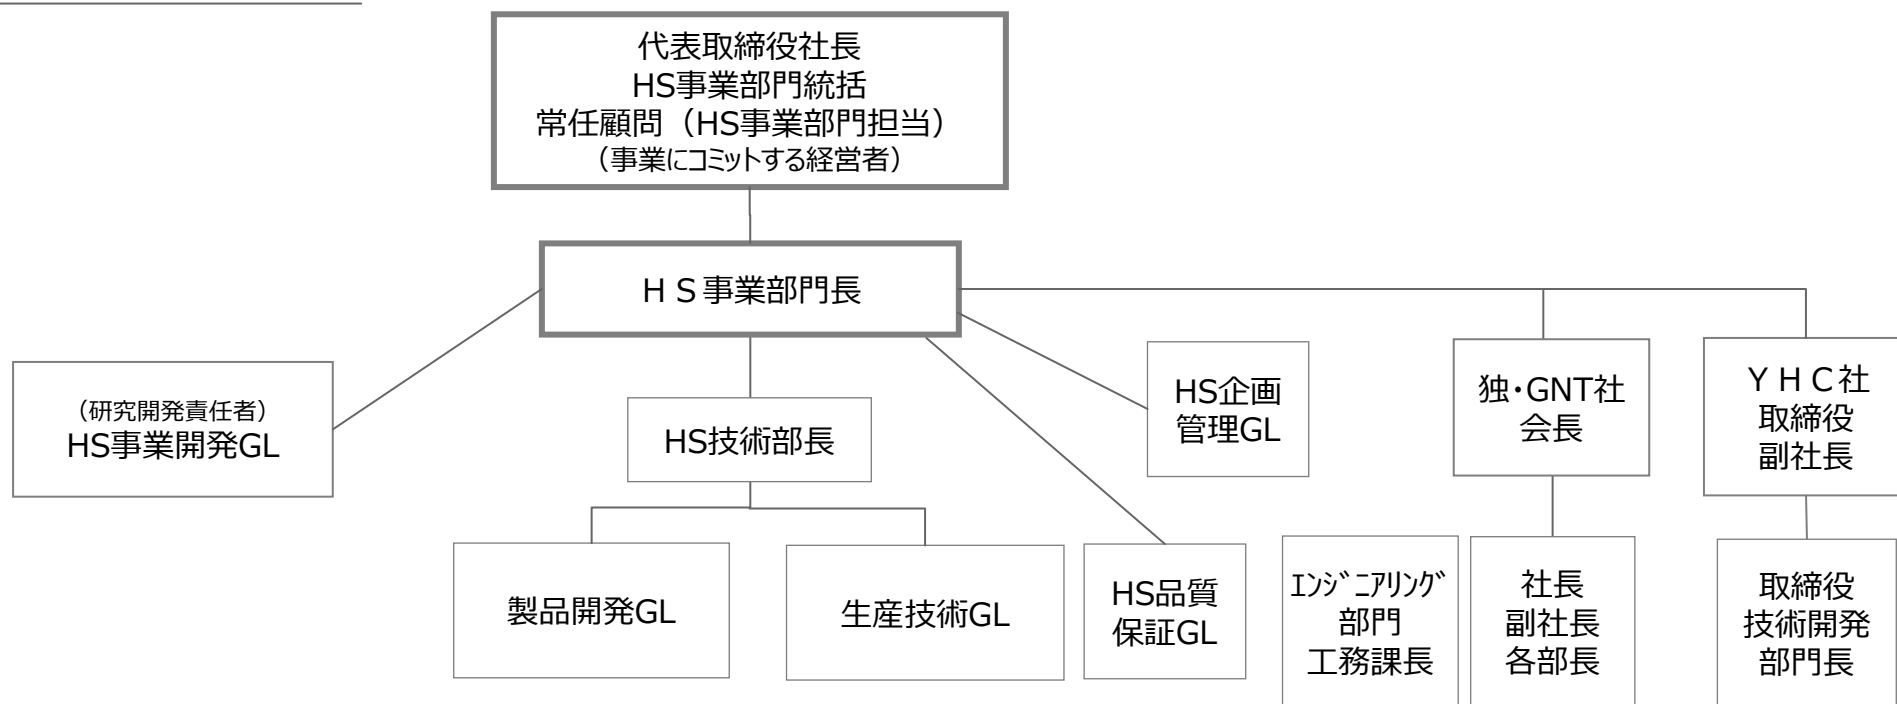 代表取締役社長
HS事業部門統括
常任顧問（HS事業部門担当）
（事業にコミットする経営者）
ＨＳ事業部門長
（研究開発責任者）
HS事業開発GL
HS技術部長
HS企画
管理GL
独・GNT社
会長
ＹＨＣ社
取締役
副社長
製品開発GL
生産技術GL
HS品質
保証GL
ｴﾝｼﾞﾆｱﾘﾝｸﾞ
部門
工務課長
社長
副社長
各部長
取締役
技術開発
部門長